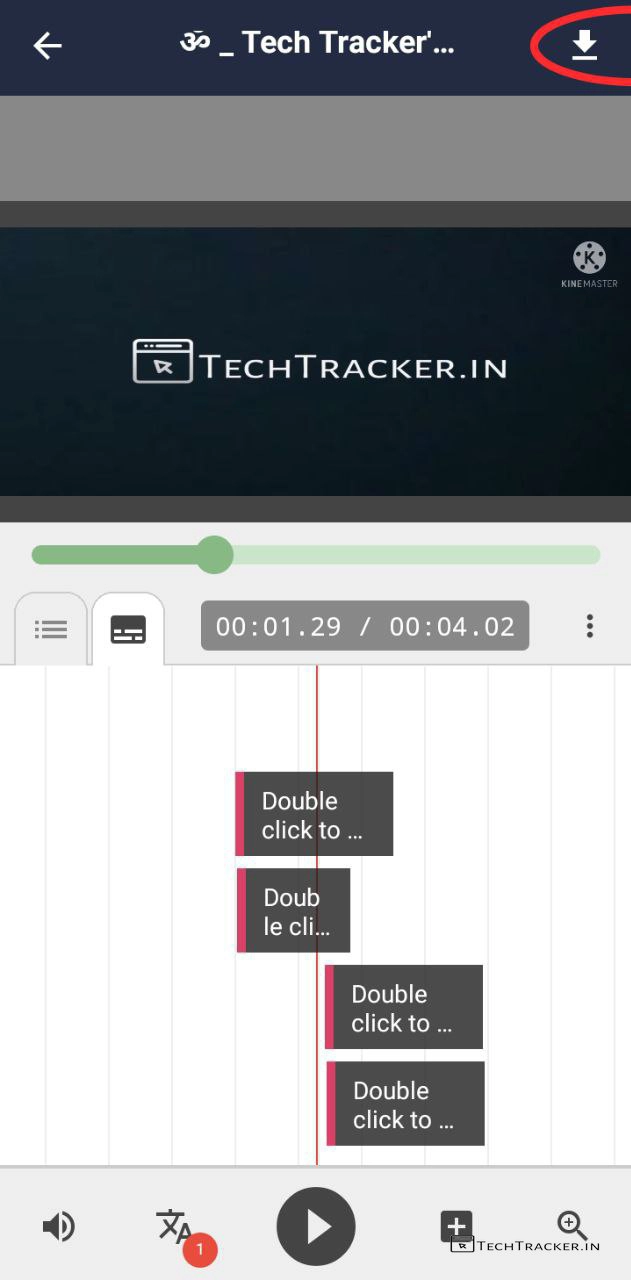 ॐ _ Tech Tracker'...
KINEMASTER
TECHTRACKER.IN
00:01.29 / 00:04.02
Double
click to ...
Doub
le cli...
Double
click to ...
Double
click to ...
1
TECHTRACKER.IN